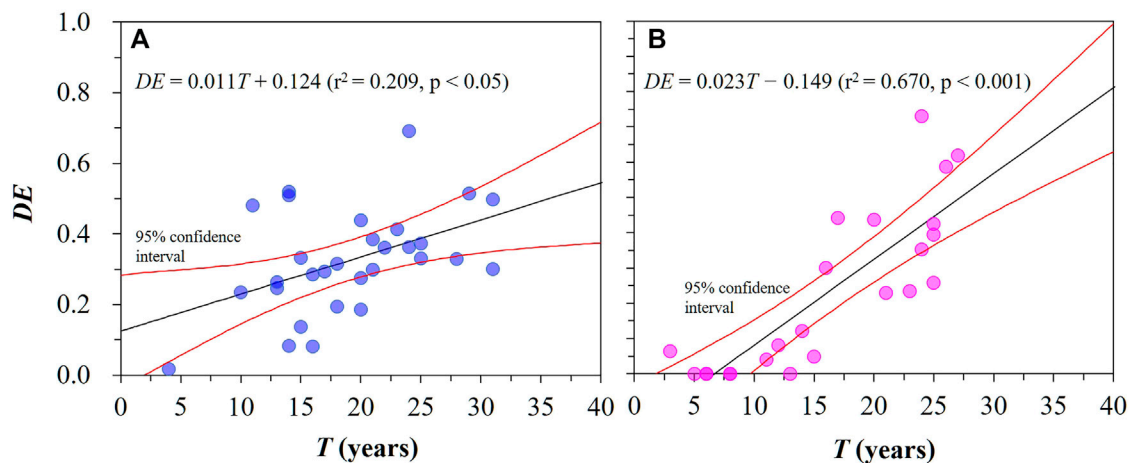 A
DE = 0.011T + 0.124 (r² = 0.209, p < 0.05)
95% confidence
interval
DE
1.0
0.8
0.6
0.4
0.2
0.0
0 5 10 15 20 25 30 35 40
T (years)
B
DE = 0.023T − 0.149 (r² = 0.670, p < 0.001)
95% confidence
interval
0 5 10 15 20 25 30 35 40
T (years)